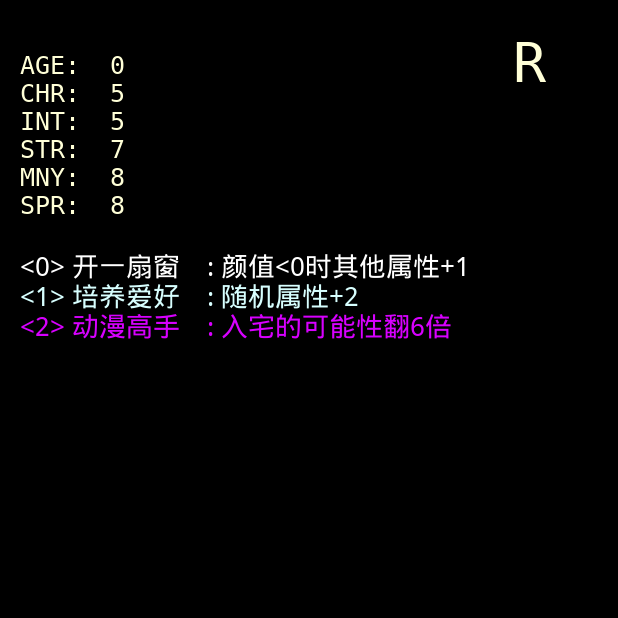 R
AGE: 0
CHR: 5
INT: 5
STR: 7
MNY: 8
SPR: 8
<0> 开一扇窗 : 颜值<0时其他属性+1
<1> 培养爱好 : 随机属性+2
<2> 动漫高手 : 入宅的可能性翻6倍